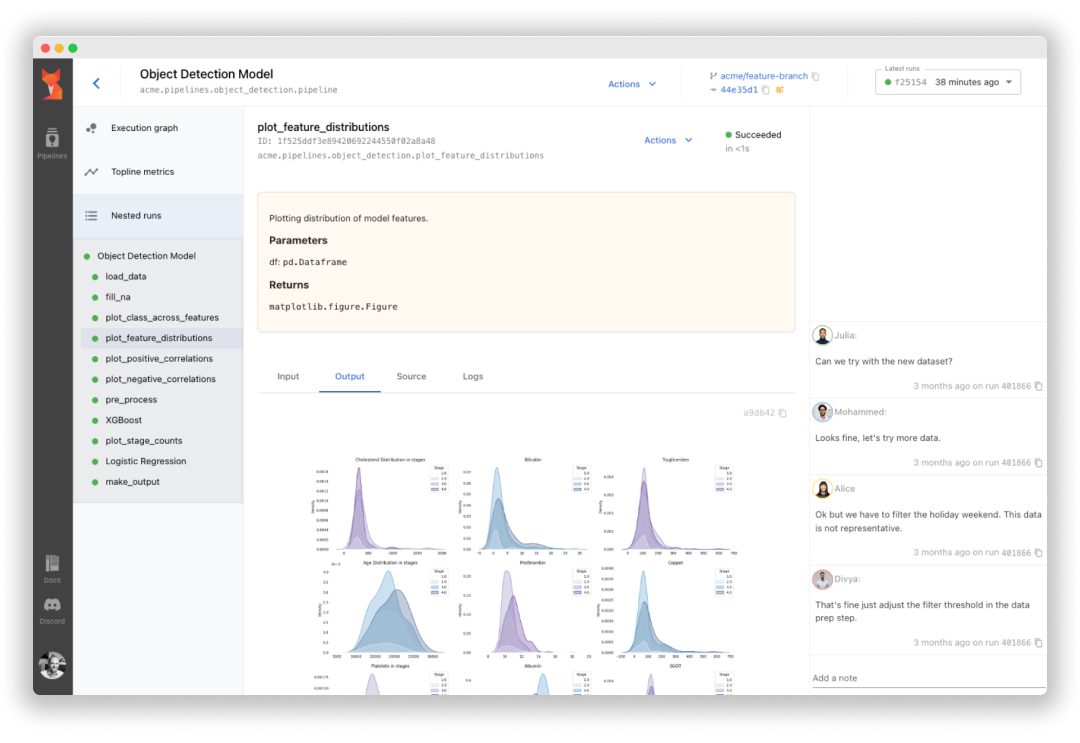 Object Detection Model
acme.pipelines.object_detection.pipeline
Actions
acme/feature-branch
44e35d1
Latest runs
f25154 38 minutes ago
Pipelines
Docs
Discord
Execution graph
Topline metrics
Nested runs
Object Detection Model
load_data
fill_na
plot_class_across_features
plot_feature_distributions
plot_positive_correlations
plot_negative_correlations
pre_process
XGBoost
plot_stage_counts
Logistic Regression
make_output
plot_feature_distributions
ID: 1f525ddf3e89420692244550f02a8a48
acme.pipelines.object_detection.plot_feature_distributions
Actions
Succeeded
in <1s
Plotting distribution of model features.
Parameters
df: pd.Dataframe
Returns
matplotlib.figure.Figure
Input Output Source Logs
a9db42
Cholesterol Distribution in stages
Bilirubin
Tryglicerides
Age Distribution in stages
Prothrombin
Copper
Platelets in stages
Albumin
SGOT
Julia:
Can we try with the new dataset?
3 months ago on run 401866
Mohammed:
Looks fine, let's try more data.
3 months ago on run 401866
Alice
Ok but we have to filter the holiday weekend. This data
is not representative.
3 months ago on run 401866
Divya:
That's fine just adjust the filter threshold in the data
prep step.
3 months ago on run 401866
Add a note